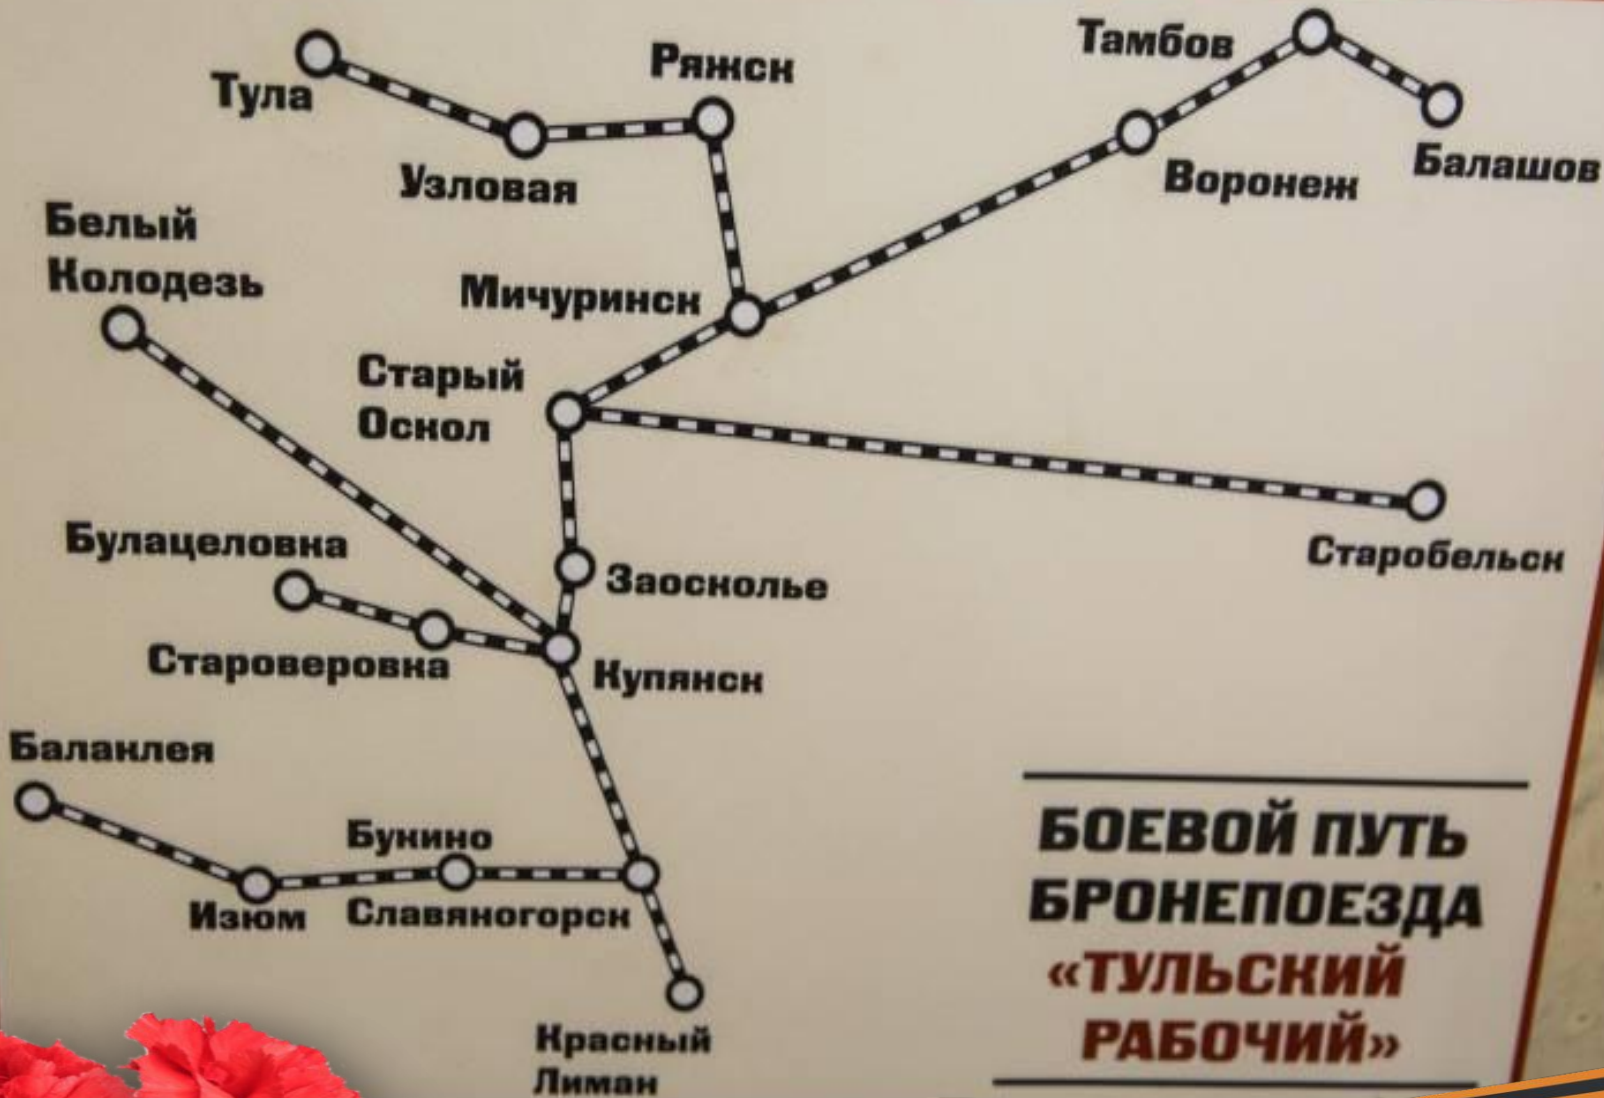 Тамбов
Ряжск
Тула
Балашов
Узловая
Воронеж
Белый
Колодезь
Мичуринск
Старый
Оскол
Булацеловка
Старобельск
Заосколье
Староверовка
Купянск
Балаклея
Букино
Изюм
Славяногорск
Красный
Лиман
БОЕВОЙ ПУТЬ
БРОНЕПОЕЗДА
«ТУЛЬСКИЙ
РАБОЧИЙ»